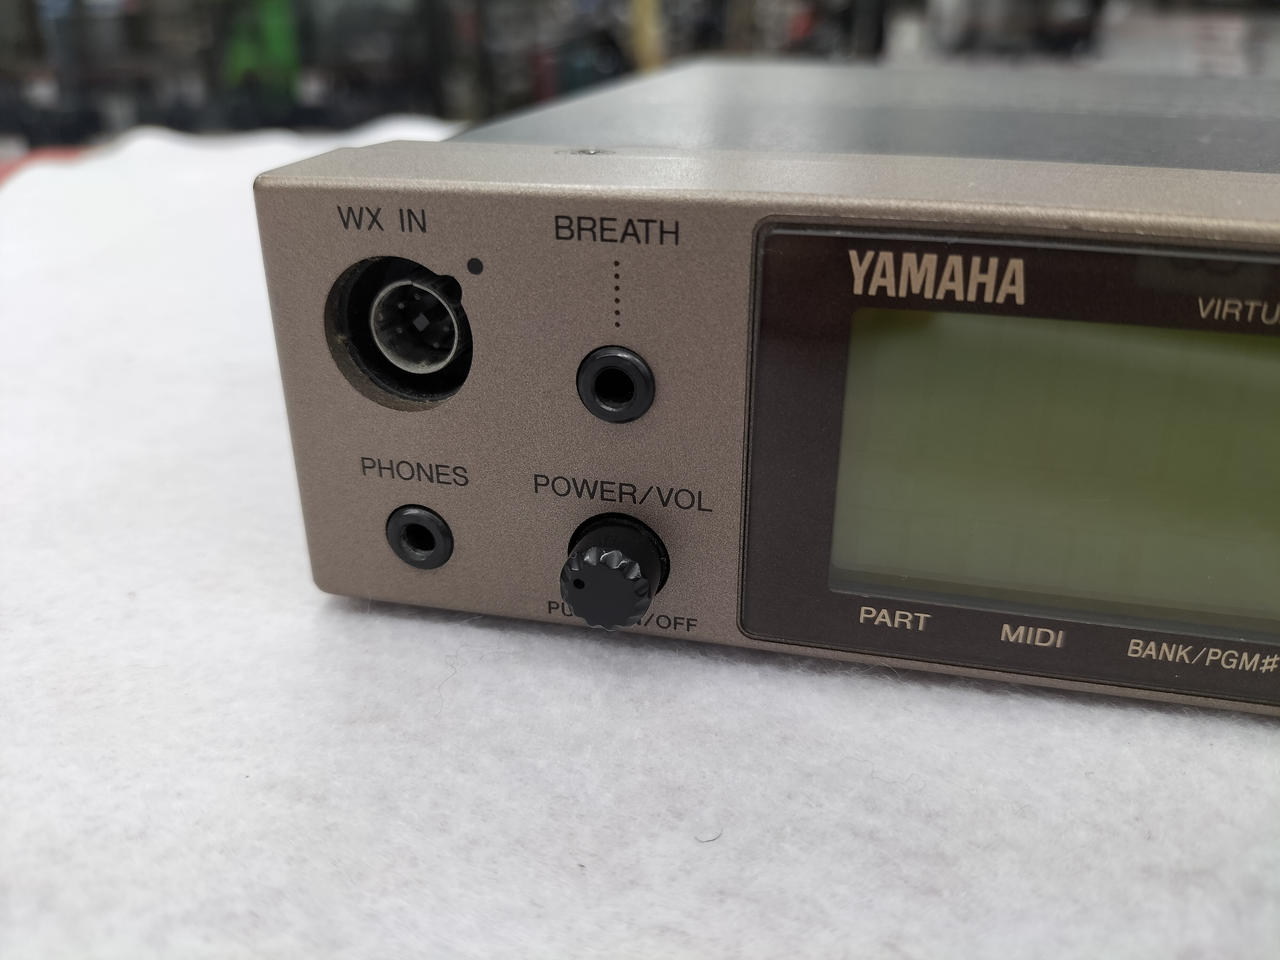 WX IN
BREATH
YAMAHA
VIRTU
PHONES
POWER/VOL
/OFF
PART
MIDI
BANK/PGM#